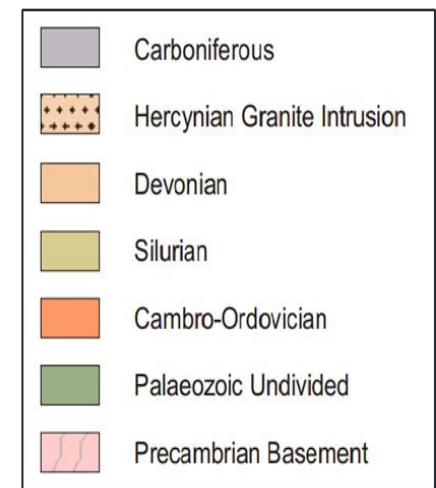 Carboniferous
Hercynian Granite Intrusion
Devonian
Silurian
Cambro-Ordovician
Palaeozoic Undivided
Precambrian Basement